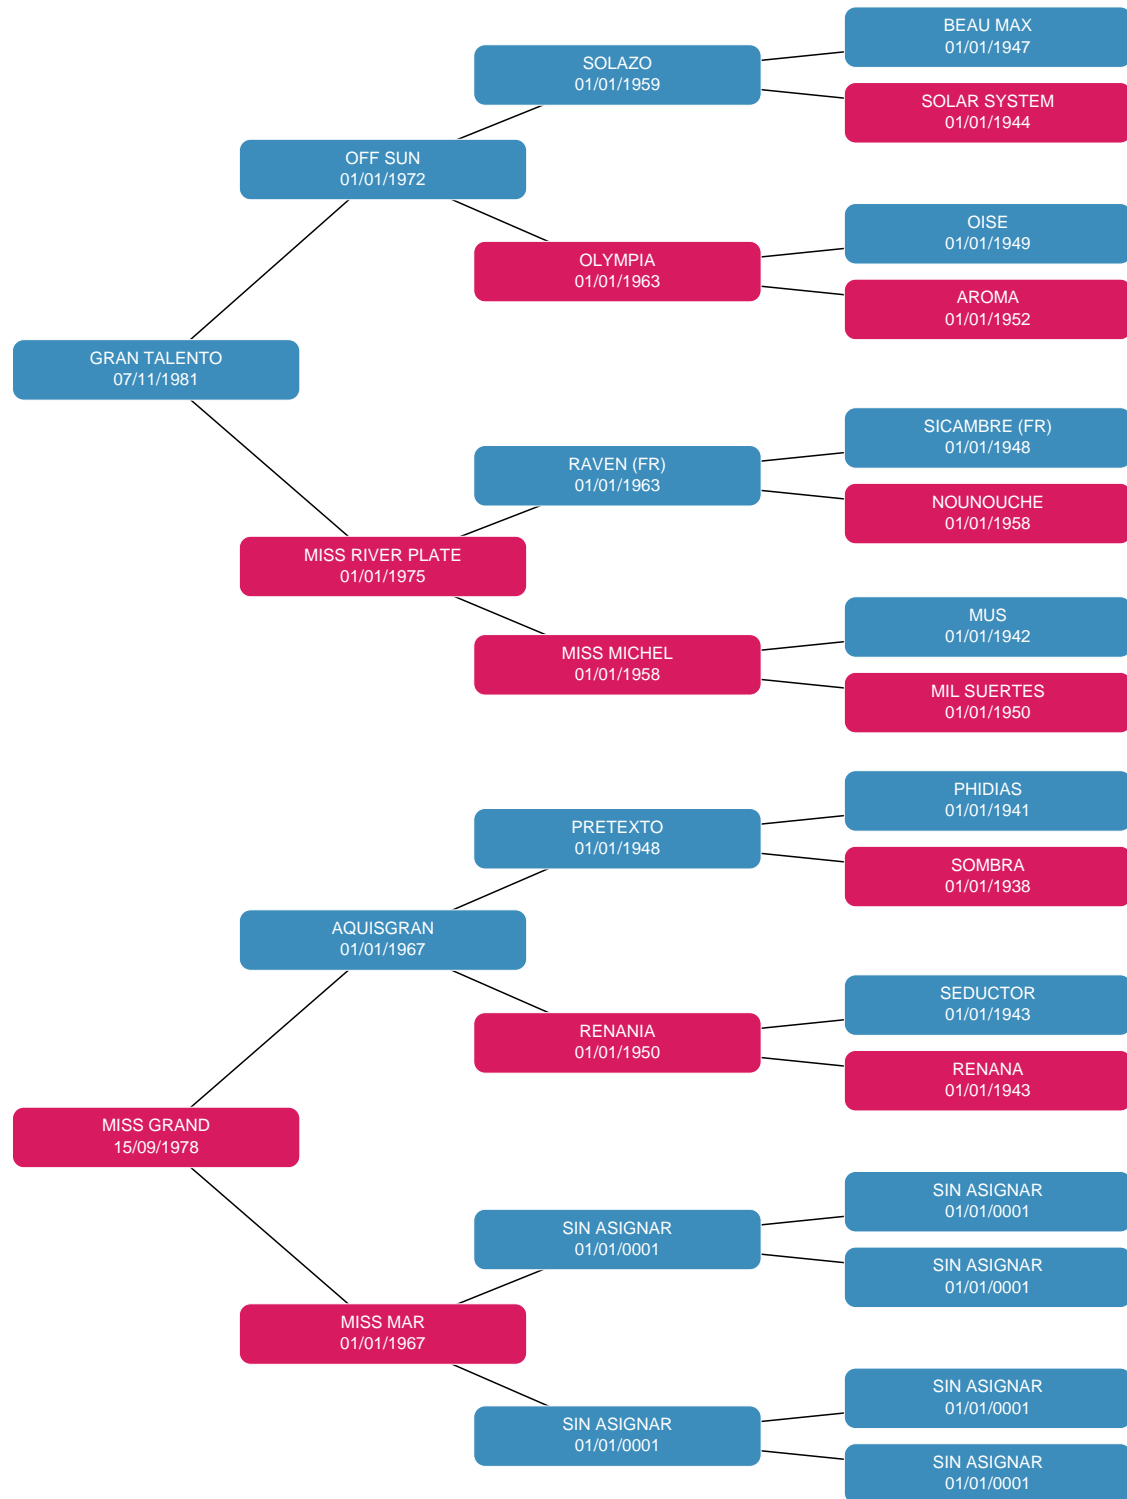 BEAU MAX
01/01/1947
SOLAZO
01/01/1959
SOLAR SYSTEM
01/01/1944
OFF SUN
01/01/1972
OISE
01/01/1949
OLYMPIA
01/01/1963
AROMA
01/01/1952
GRAN TALENTO
07/11/1981
SICAMBRE (FR)
01/01/1948
RAVEN (FR)
01/01/1963
NOUNOUCHE
01/01/1958
MISS RIVER PLATE
01/01/1975
MUS
01/01/1942
MISS MICHEL
01/01/1958
MIL SUERTES
01/01/1950
PHIDIAS
01/01/1941
PRETEXTO
01/01/1948
SOMBRA
01/01/1938
AQUISGRAN
01/01/1967
SEDUCTOR
01/01/1943
RENANIA
01/01/1950
RENANA
01/01/1943
MISS GRAND
15/09/1978
SIN ASIGNAR
01/01/0001
SIN ASIGNAR
01/01/0001
SIN ASIGNAR
01/01/0001
MISS MAR
01/01/1967
SIN ASIGNAR
01/01/0001
SIN ASIGNAR
01/01/0001
SIN ASIGNAR
01/01/0001